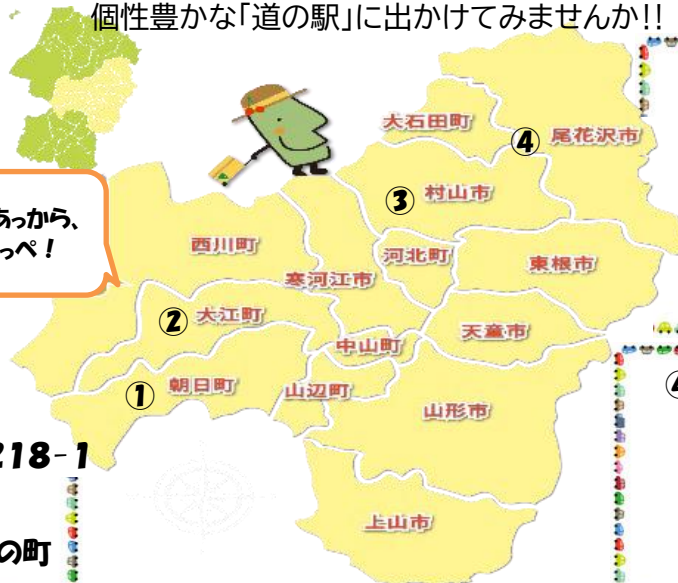 個性豊かな「道の駅」に出かけてみませんか!!
大石田町
④
尾花沢市
③
村山市
あっから、
っぺ！
西川町
河北町
東根市
寒河江市
②
大江町
天童市
中山町
①
朝日町
山辺町
山形市
218-1
上山市
の町